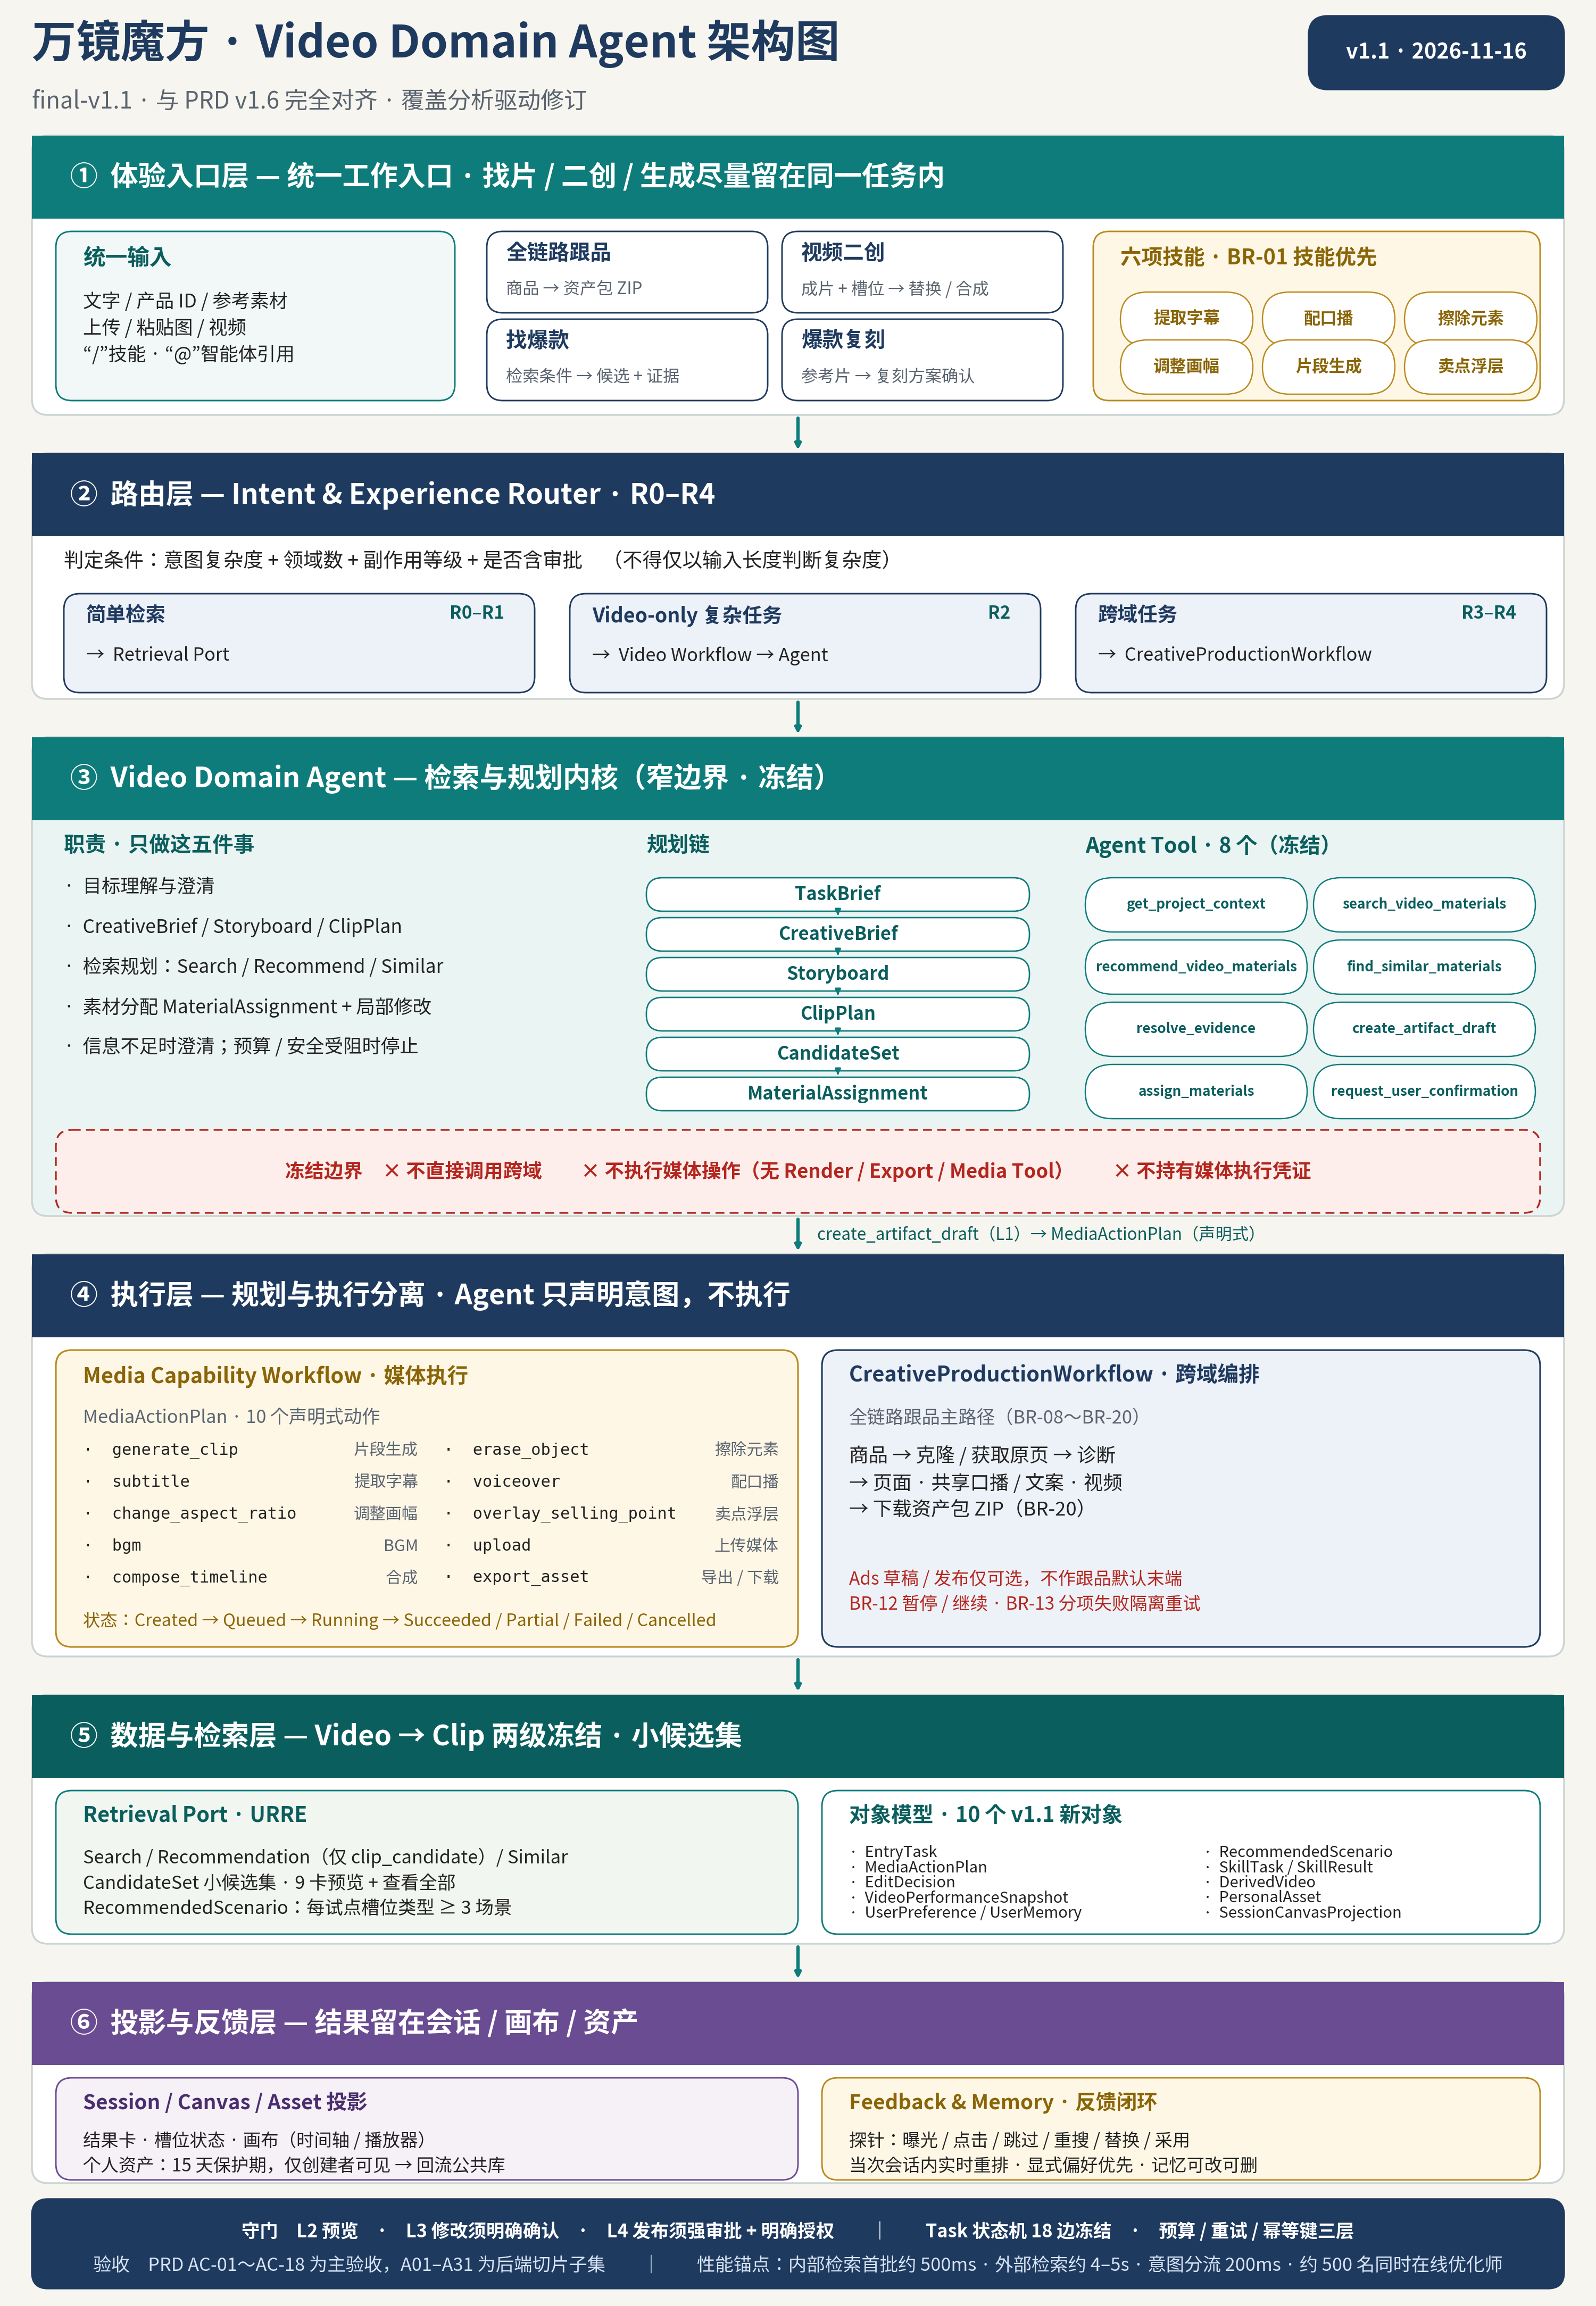 万镜魔方 · Video Domain Agent 架构图
v1.1 · 2026-11-16
final-v1.1 · 与 PRD v1.6 完全对齐 · 覆盖分析驱动修订
① 体验入口层 — 统一工作入口 · 找片 / 二创 / 生成尽量留在同一任务内
统一输入
文字 / 产品 ID / 参考素材
上传 / 粘贴图 / 视频
“/”技能 · “@”智能体引用
全链路跟品
商品 → 资产包 ZIP
视频二创
成片 + 槽位 → 替换 / 合成
找爆款
检索条件 → 候选 + 证据
爆款复刻
参考片 → 复刻方案确认
六项技能 · BR-01 技能优先
提取字幕
配口播
擦除元素
调整画幅
片段生成
卖点浮层
② 路由层 — Intent & Experience Router · R0–R4
判定条件：意图复杂度 + 领域数 + 副作用等级 + 是否含审批 （不得仅以输入长度判断复杂度）
简单检索 R0–R1
→ Retrieval Port
Video-only 复杂任务 R2
→ Video Workflow → Agent
跨域任务 R3–R4
→ CreativeProductionWorkflow
③ Video Domain Agent — 检索与规划内核（窄边界 · 冻结）
职责 · 只做这五件事
· 目标理解与澄清
· CreativeBrief / Storyboard / ClipPlan
· 检索规划：Search / Recommend / Similar
· 素材分配 MaterialAssignment + 局部修改
· 信息不足时澄清；预算 / 安全受阻时停止
规划链
TaskBrief
CreativeBrief
Storyboard
ClipPlan
CandidateSet
MaterialAssignment
Agent Tool · 8 个（冻结）
get_project_context
search_video_materials
recommend_video_materials
find_similar_materials
resolve_evidence
create_artifact_draft
assign_materials
request_user_confirmation
冻结边界 × 不直接调用跨域 × 不执行媒体操作（无 Render / Export / Media Tool） × 不持有媒体执行凭证
create_artifact_draft（L1）→ MediaActionPlan（声明式）
④ 执行层 — 规划与执行分离 · Agent 只声明意图，不执行
Media Capability Workflow · 媒体执行
MediaActionPlan · 10 个声明式动作
· generate_clip 片段生成 · erase_object 擦除元素
· subtitle 提取字幕 · voiceover 配口播
· change_aspect_ratio 调整画幅 · overlay_selling_point 卖点浮层
· bgm BGM · upload 上传媒体
· compose_timeline 合成 · export_asset 导出 / 下载
状态：Created → Queued → Running → Succeeded / Partial / Failed / Cancelled
CreativeProductionWorkflow · 跨域编排
全链路跟品主路径（BR-08～BR-20）
商品 → 克隆 / 获取原页 → 诊断
→ 页面 · 共享口播 / 文案 · 视频
→ 下载资产包 ZIP（BR-20）
Ads 草稿 / 发布仅可选，不作跟品默认末端
BR-12 暂停 / 继续 · BR-13 分项失败隔离重试
⑤ 数据与检索层 — Video → Clip 两级冻结 · 小候选集
Retrieval Port · URRE
Search / Recommendation（仅 clip_candidate）/ Similar
CandidateSet 小候选集 · 9 卡预览 + 查看全部
RecommendedScenario：每试点槽位类型 ≥ 3 场景
对象模型 · 10 个 v1.1 新对象
· EntryTask
· MediaActionPlan
· EditDecision
· VideoPerformanceSnapshot
· UserPreference / UserMemory
· RecommendedScenario
· SkillTask / SkillResult
· DerivedVideo
· PersonalAsset
· SessionCanvasProjection
⑥ 投影与反馈层 — 结果留在会话 / 画布 / 资产
Session / Canvas / Asset 投影
结果卡 · 槽位状态 · 画布（时间轴 / 播放器）
个人资产：15 天保护期，仅创建者可见 → 回流公共库
Feedback & Memory · 反馈闭环
探针：曝光 / 点击 / 跳过 / 重搜 / 替换 / 采用
当次会话内实时重排 · 显式偏好优先 · 记忆可改可删
守门 L2 预览 · L3 修改须明确确认 · L4 发布须强审批 + 明确授权 ｜ Task 状态机 18 边冻结 · 预算 / 重试 / 幂等键三层
验收 PRD AC-01～AC-18 为主验收，A01–A31 为后端切片子集 ｜ 性能锚点：内部检索首批约 500ms · 外部检索约 4–5s · 意图分流 200ms · 约 500 名同时在线优化师